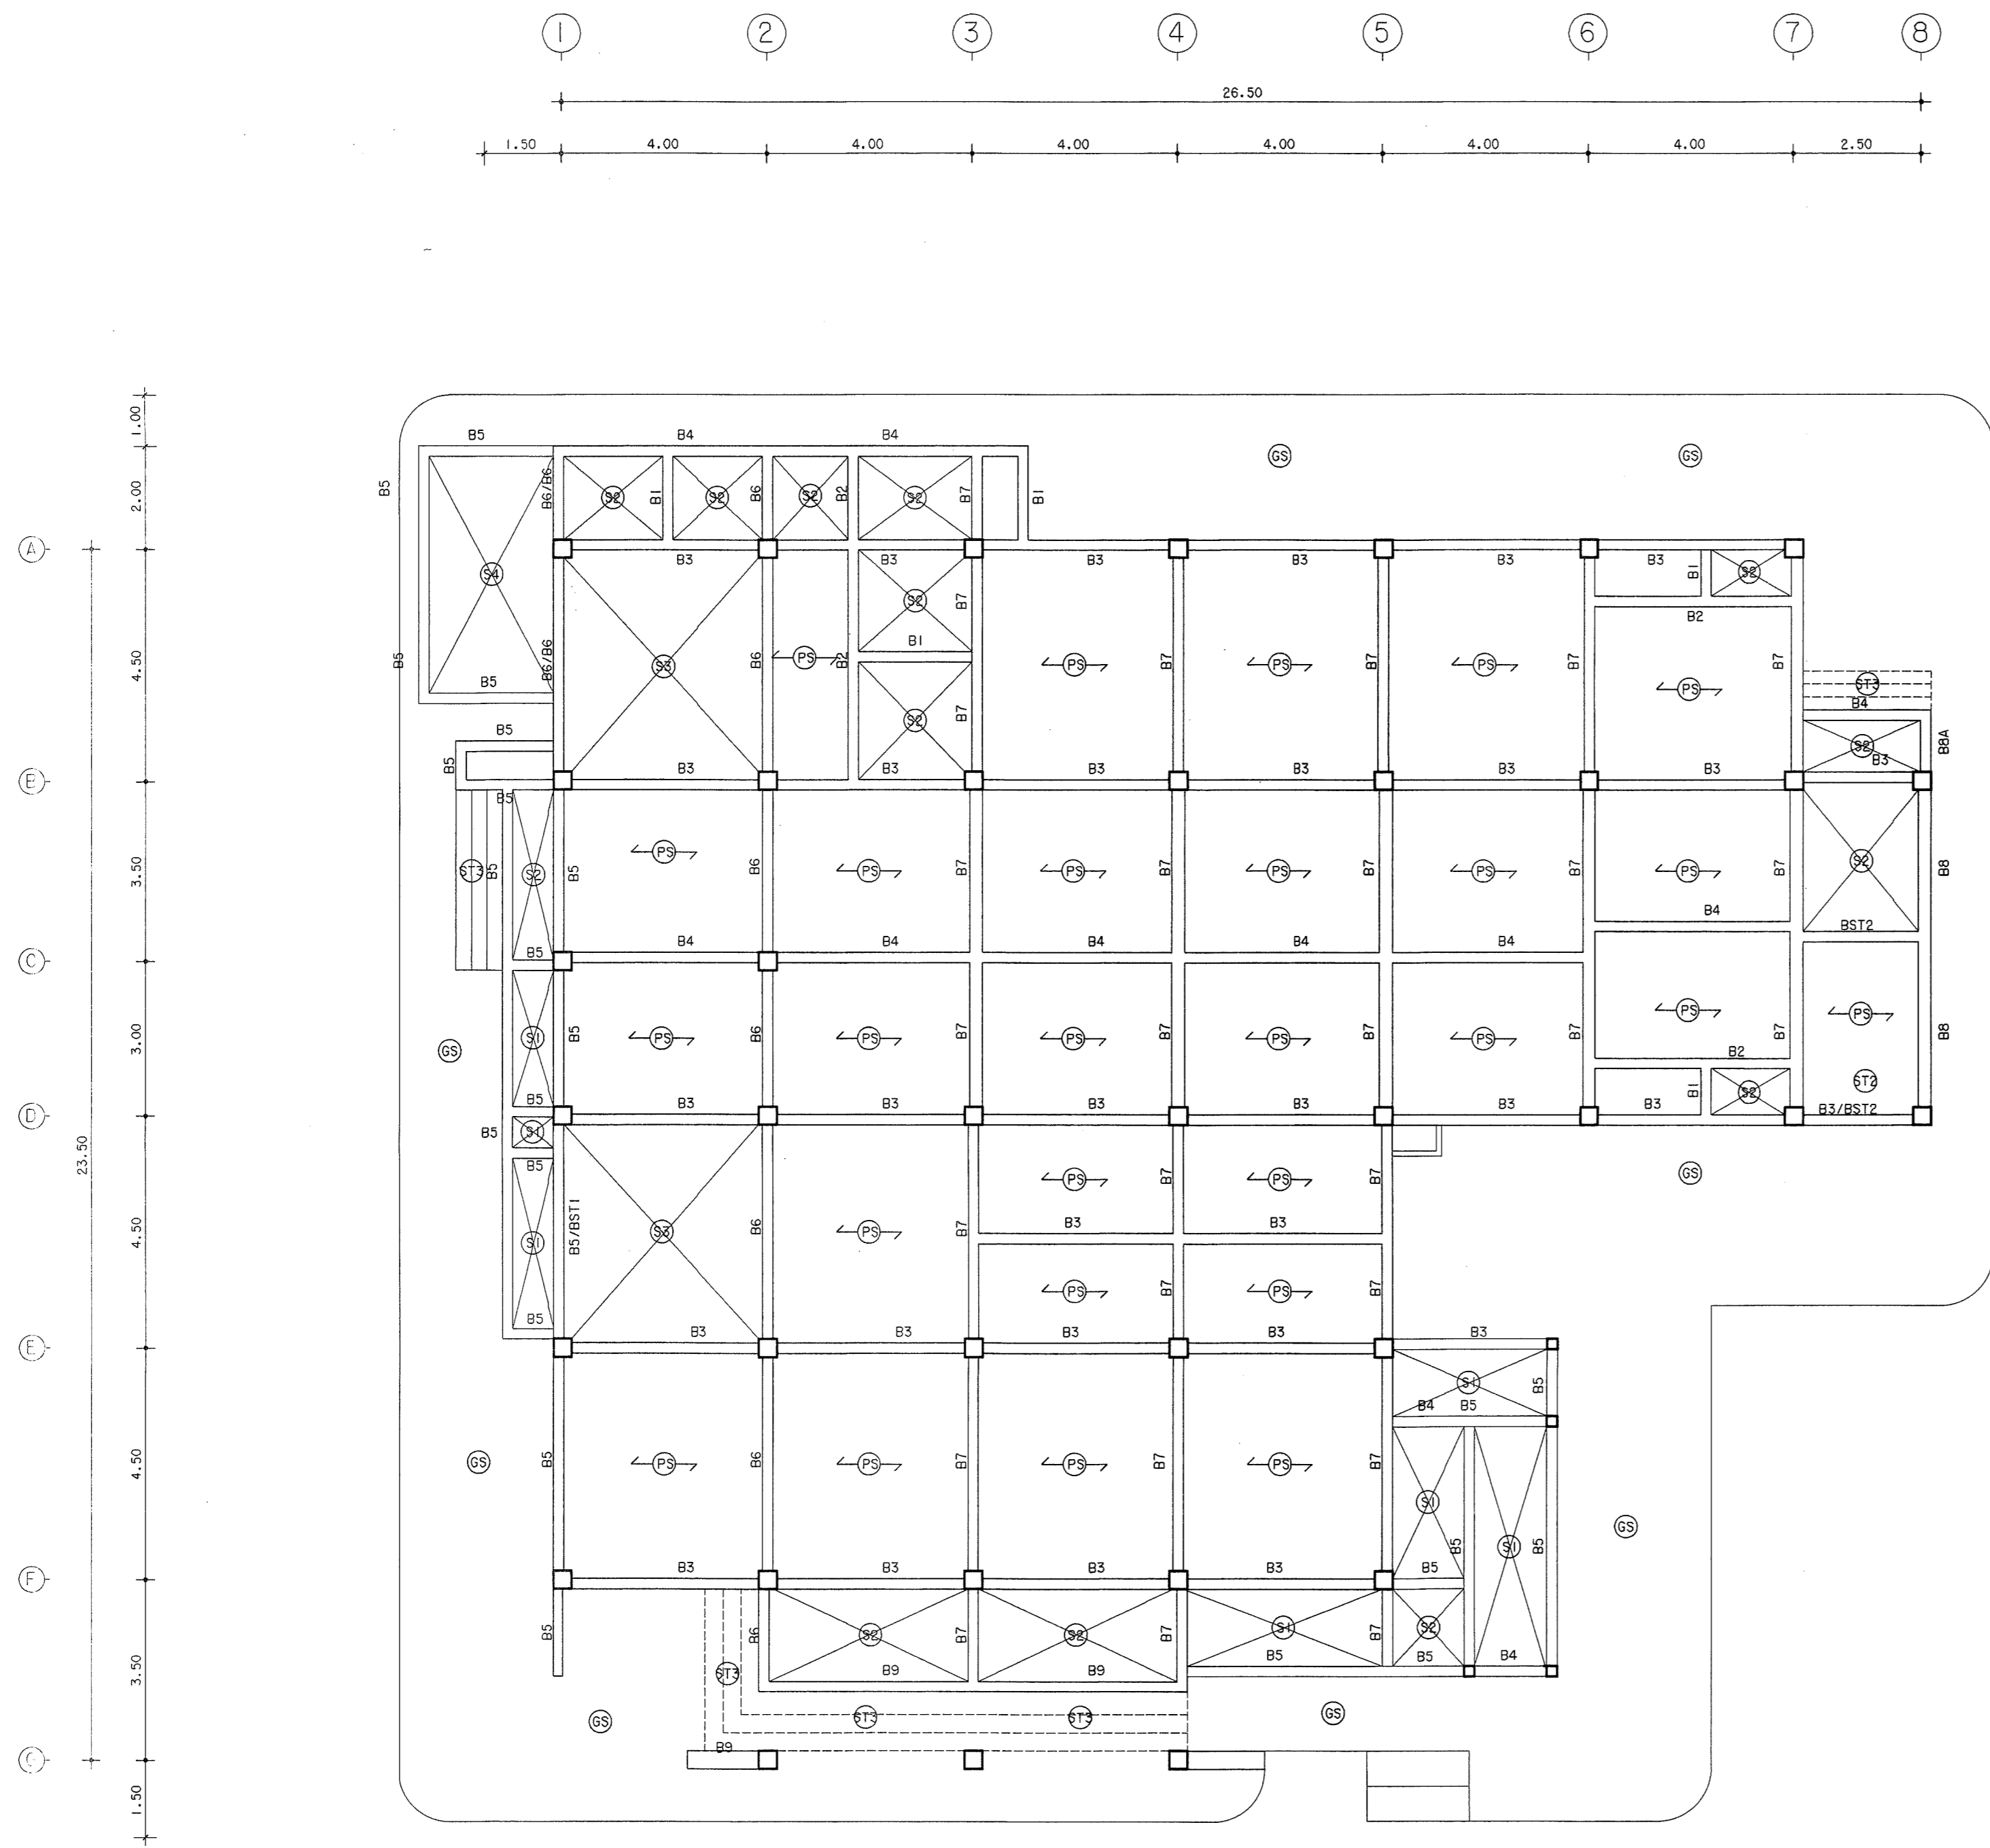 1 2 3 4 5 6 7 8
26.50
1.50 4.00 4.00 4.00 4.00 4.00 4.00 2.50
1.00
B5 B4 B4
GS GS
2.00
B5 B6/B6 S2 B1 S2 B6 S2 B2 S2 B7 B1
A
B3 B3 B3 B3 B3 B3 B1 S2
S4 S2 B7
B2
4.50
B5 B6/B6 S3 B6 PS B2 B1 PS B7 PS B7 PS B7 PS B7
B5 ST3
B4
S2 B7
B5 S2 B8A
B5 B3 B3 B3 B3 B3 B3 B3
B
B5
3.50
ST3 B5 S2 B5 PS B6 PS B7 PS B7 PS B7 PS B7 PS B7 S2 B8
B4 BST2
B5 B4 B4 B4 B4 B4
C
3.00
GS S1 B5 PS B6 PS B7 PS B7 PS B7 PS B7 PS B7 PS B8
B2
ST2
B5 B3 B3 B3 B3 B3 B3 B1 S2 B3/BST2
D
B5 S1
23.50
B5 PS B7 PS B7 GS
4.50
S1 B5/BST1 S3 B6 PS B7 B3 B3
PS B7 PS B7
B5
B3 B3 B3 B3 B3
E
S1 B5
B4 B5
4.50
GS B5 PS B6 PS B7 PS B7 PS B7
S1 GS
B5 S1 B5
B3 B3 B3 B3 B5
F
B5 B6 S2 B7 S2 B7 S1 B7 S2
3.50
ST3 B9 B9 B5 B5 B4
GS ST3 ST3 GS
B9
1.50